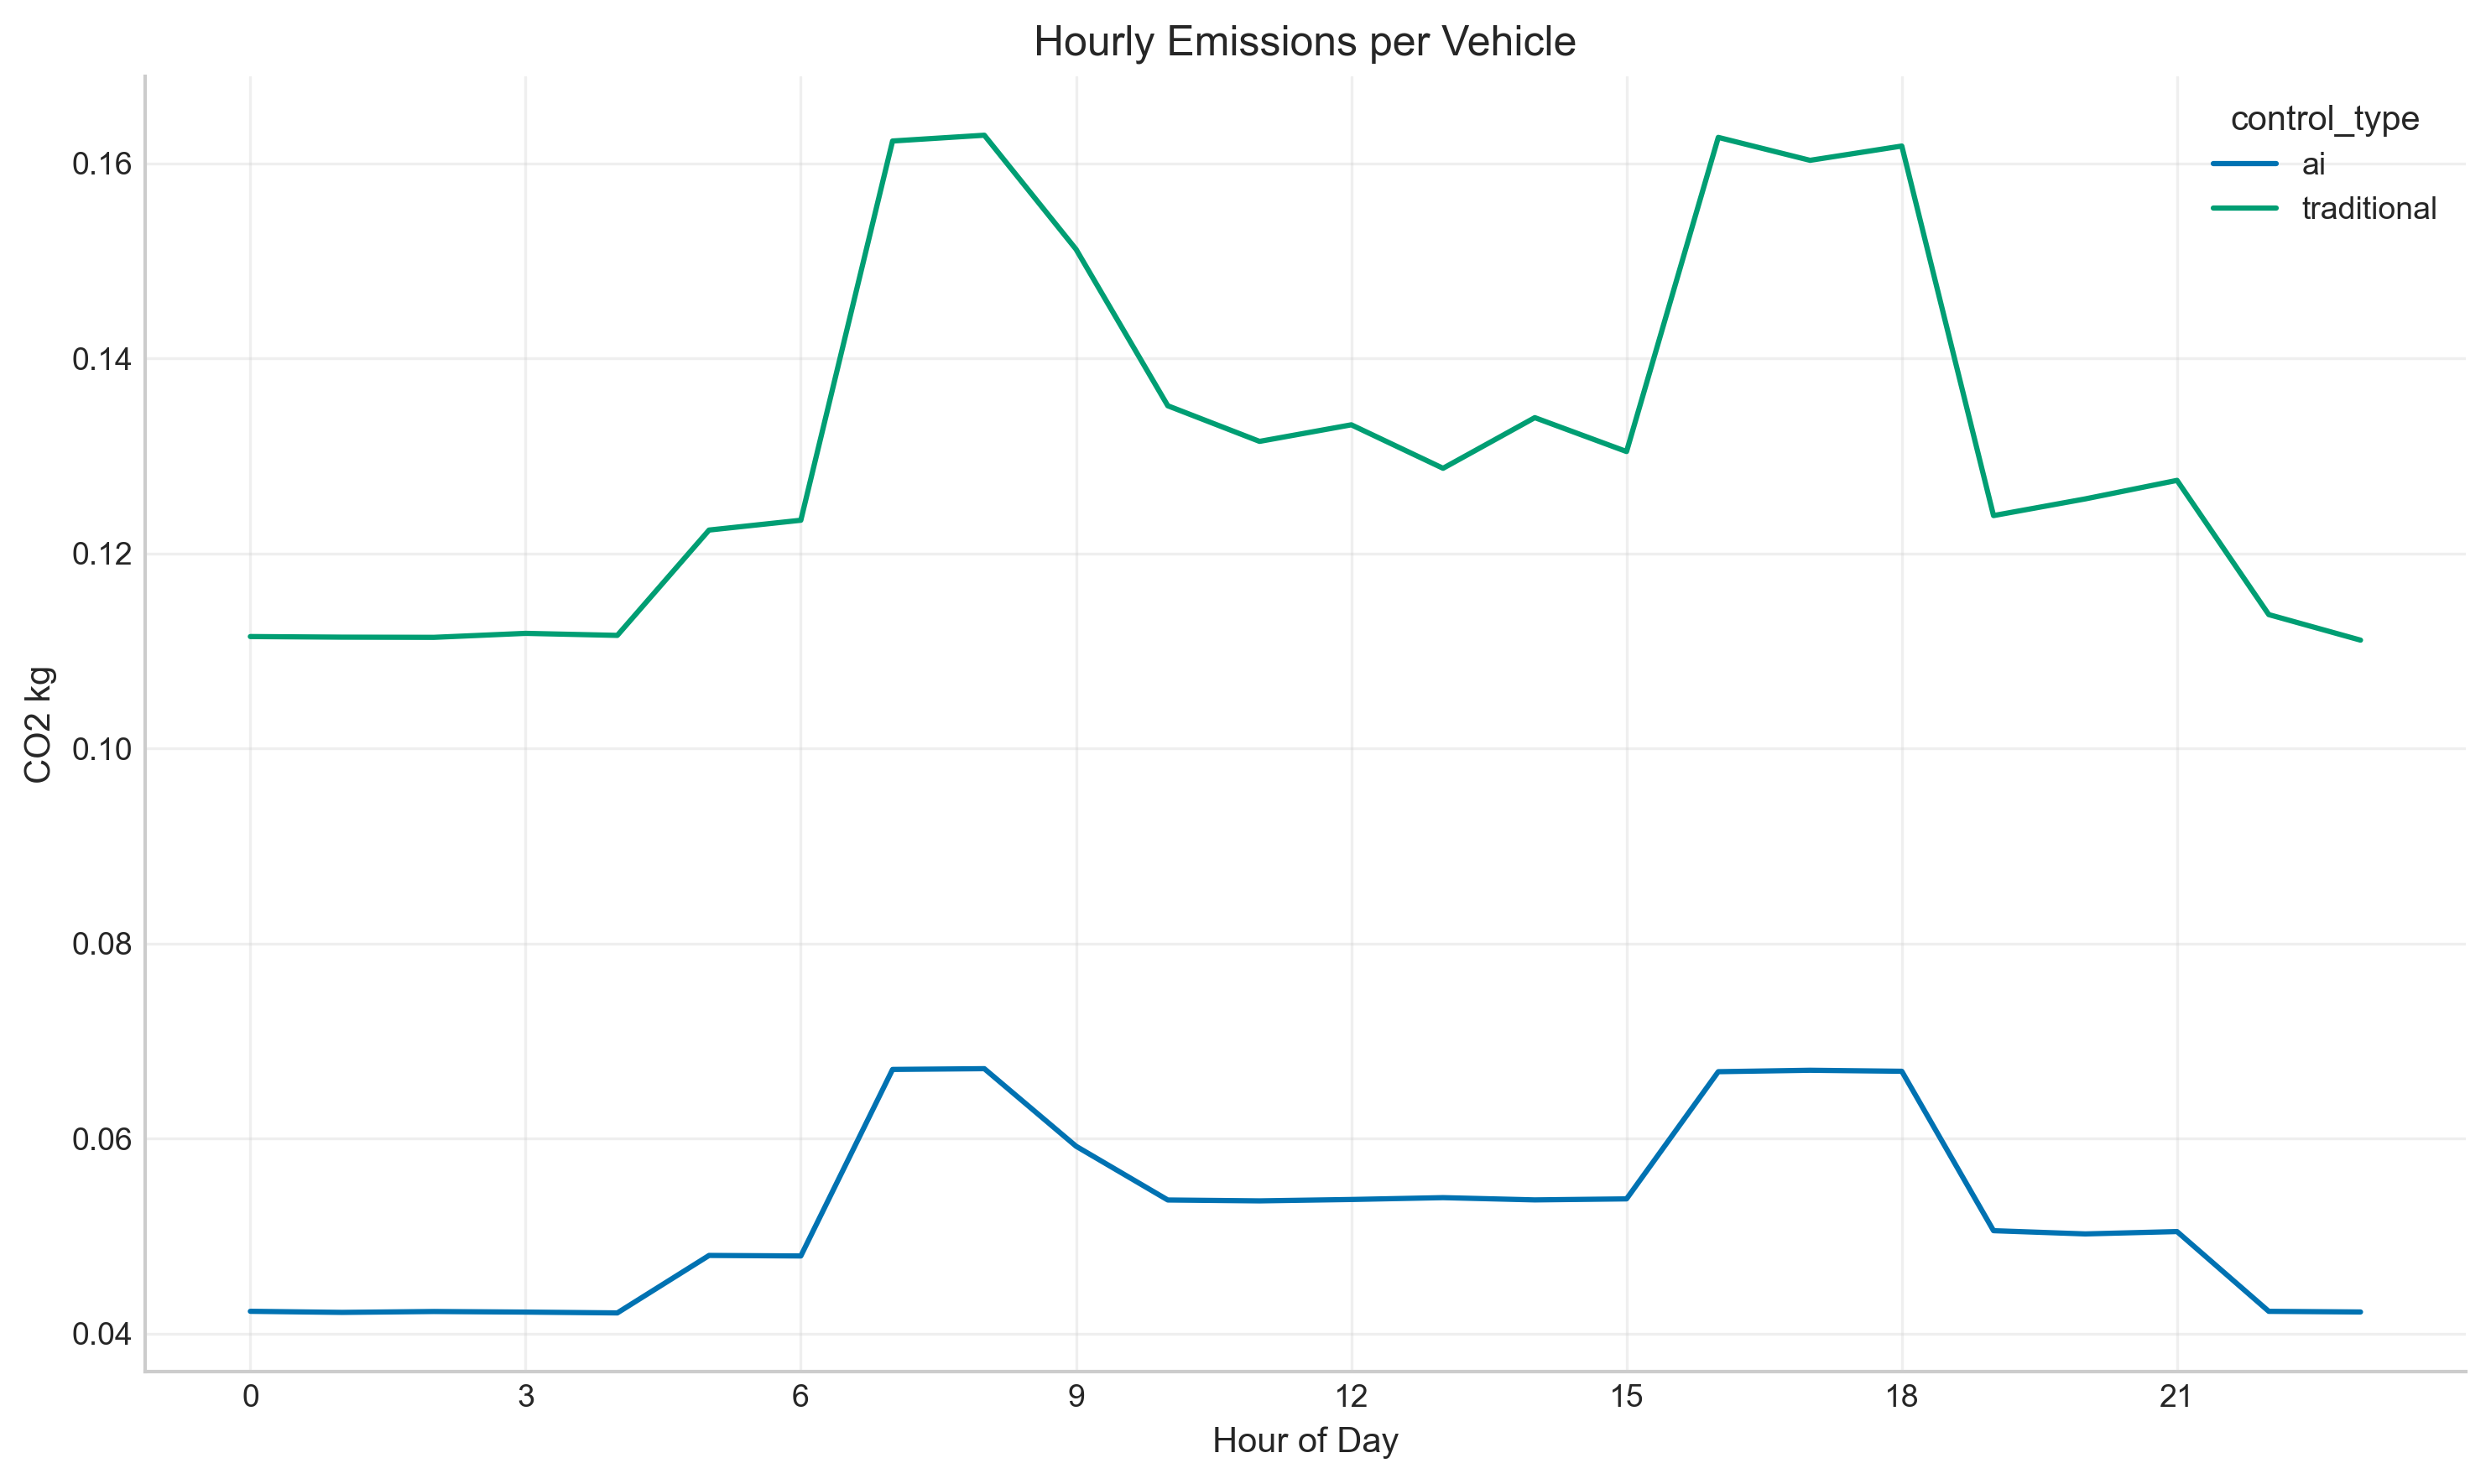 Hourly Emissions per Vehicle
control_type
ai
traditional
0.16
0.14
0.12
0.10
0.08
0.06
0.04
CO2 kg
0 3 6 9 12 15 18 21
Hour of Day